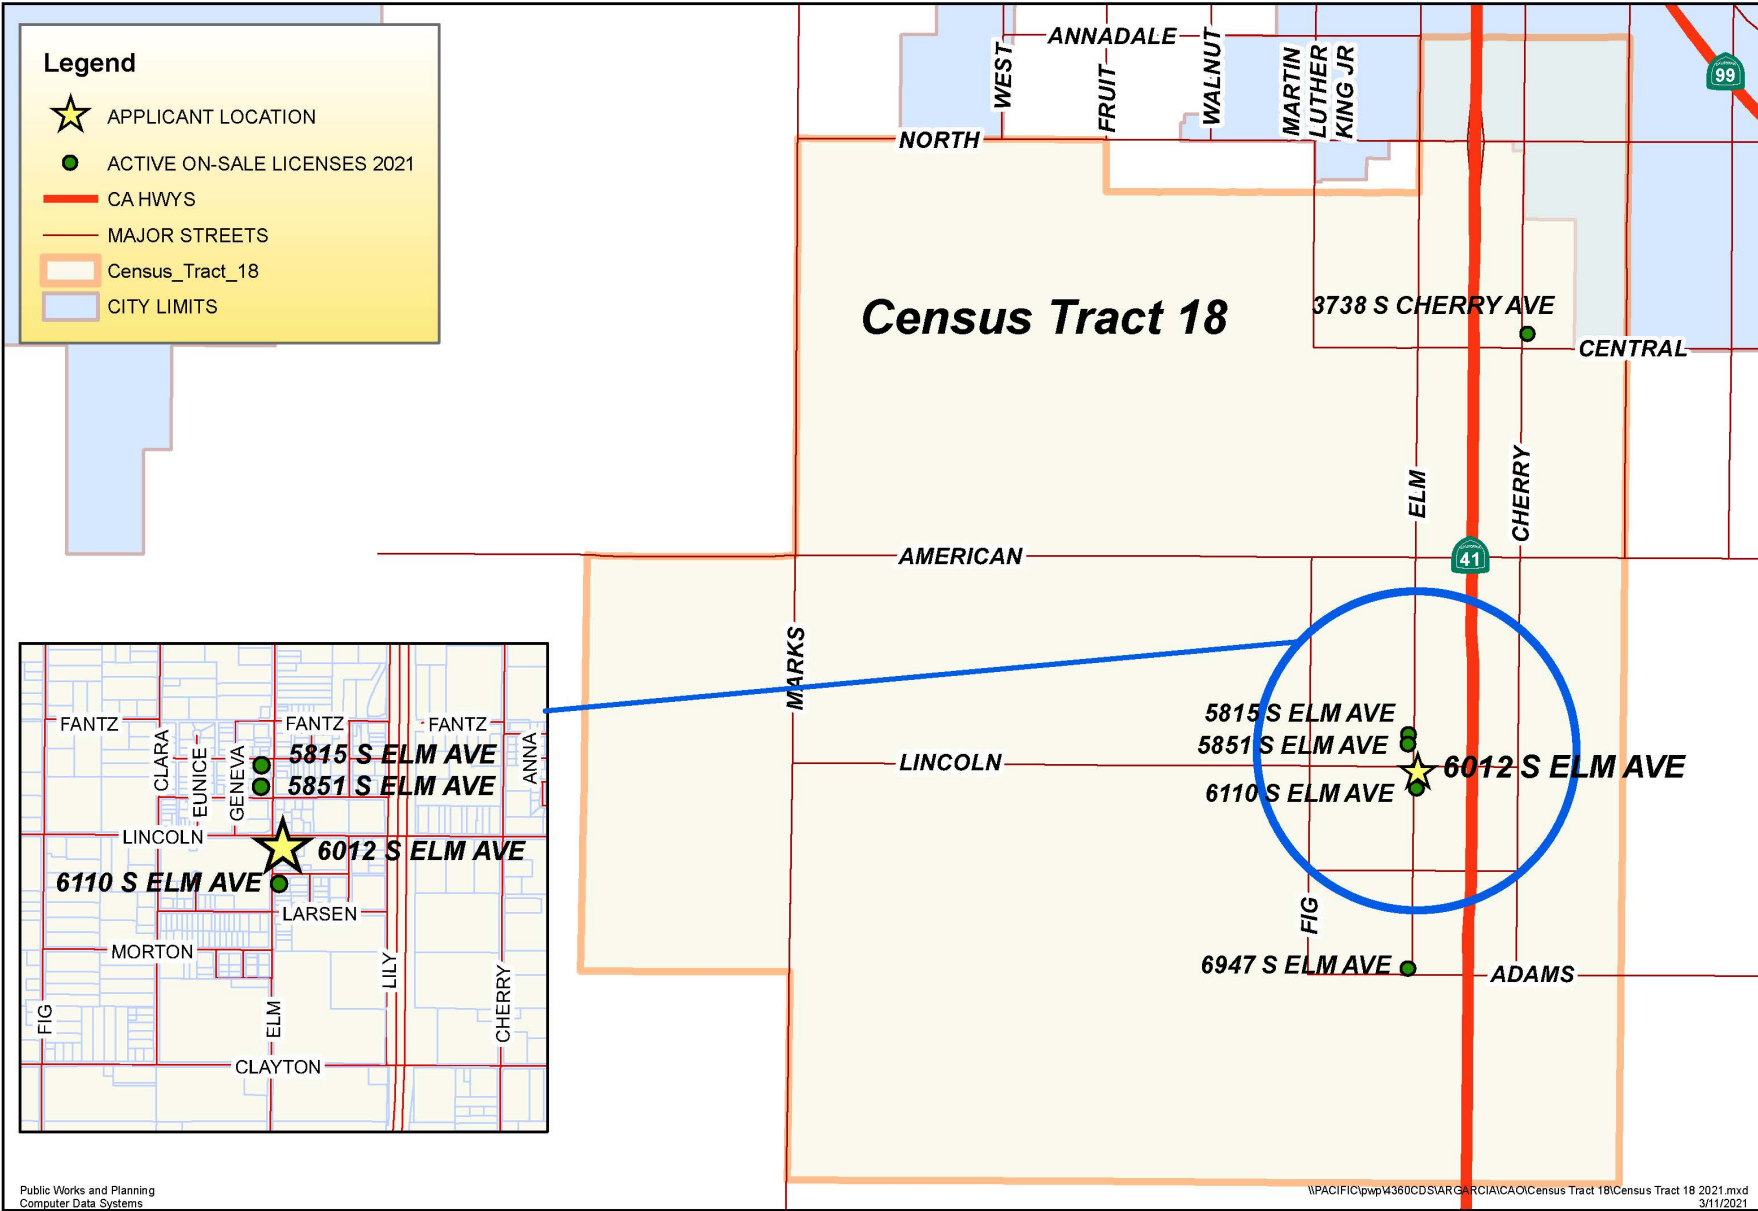 Legend
APPLICANT LOCATION
ACTIVE ON-SALE LICENSES 2021
CA HWYS
MAJOR STREETS
Census_Tract_18
CITY LIMITS
ANNADALE
WEST
FRUIT
WALNUT
MARTIN
LUTHER
KING JR
99
NORTH
Census Tract 18
3738 S CHERRY AVE
CENTRAL
ELM
CHERRY
AMERICAN
41
MARKS
5815 S ELM AVE
5851 S ELM AVE
LINCOLN
6012 S ELM AVE
6110 S ELM AVE
FIG
6947 S ELM AVE
ADAMS
FANTZ
FANTZ
FANTZ
CLARA
EUNICE
GENEVA
ANNA
5815 S ELM AVE
5851 S ELM AVE
LINCOLN
6012 S ELM AVE
6110 S ELM AVE
LARSEN
MORTON
LILY
FIG
ELM
CHERRY
CLAYTON
Public Works and Planning
Computer Data Systems
\\PACIFIC\pwp\4360CDS\ARGARCIA\CAO\Census Tract 18\Census Tract 18 2021.mxd
3/11/2021